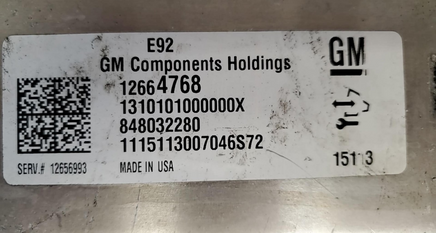 E92
GM Components Holdings
GM
12664768
1310101000000X
848032280
1115113007046S72
SERV.# 12656993
MADE IN USA
15113